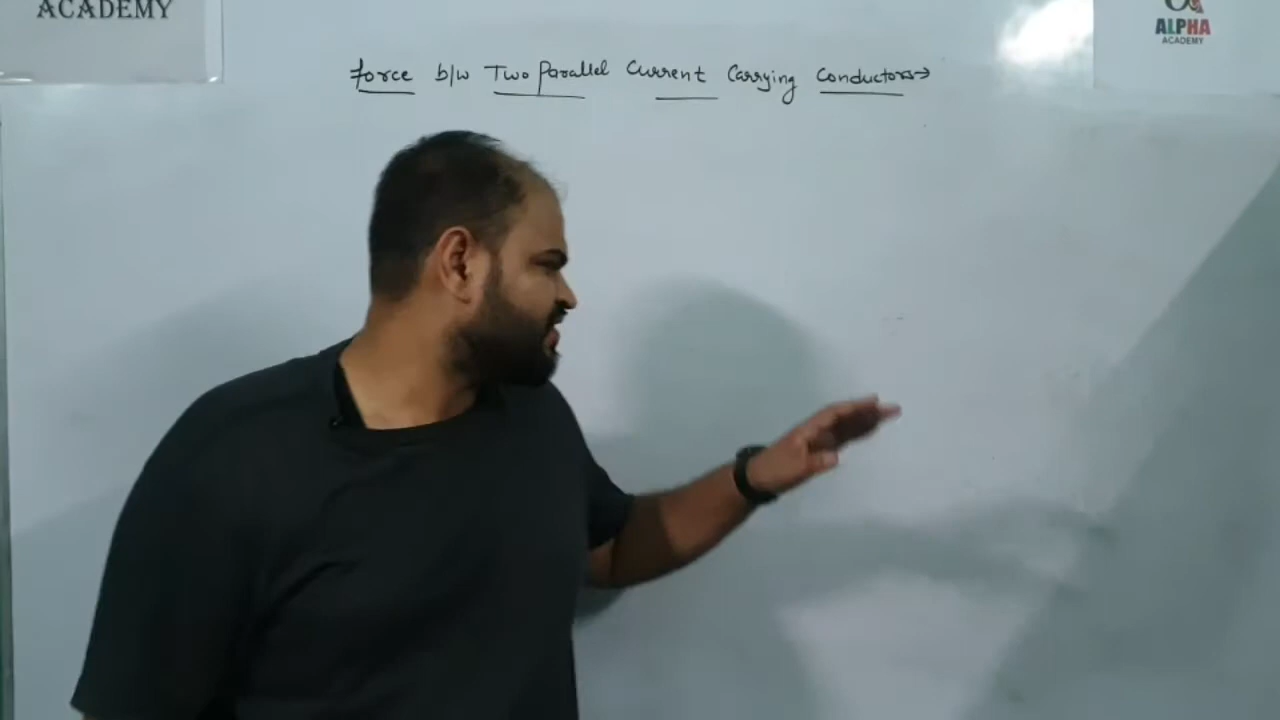 ACADEMY
ALPHA
ACADEMY
Force b/w Two Parallel Current Carrying Conductors→